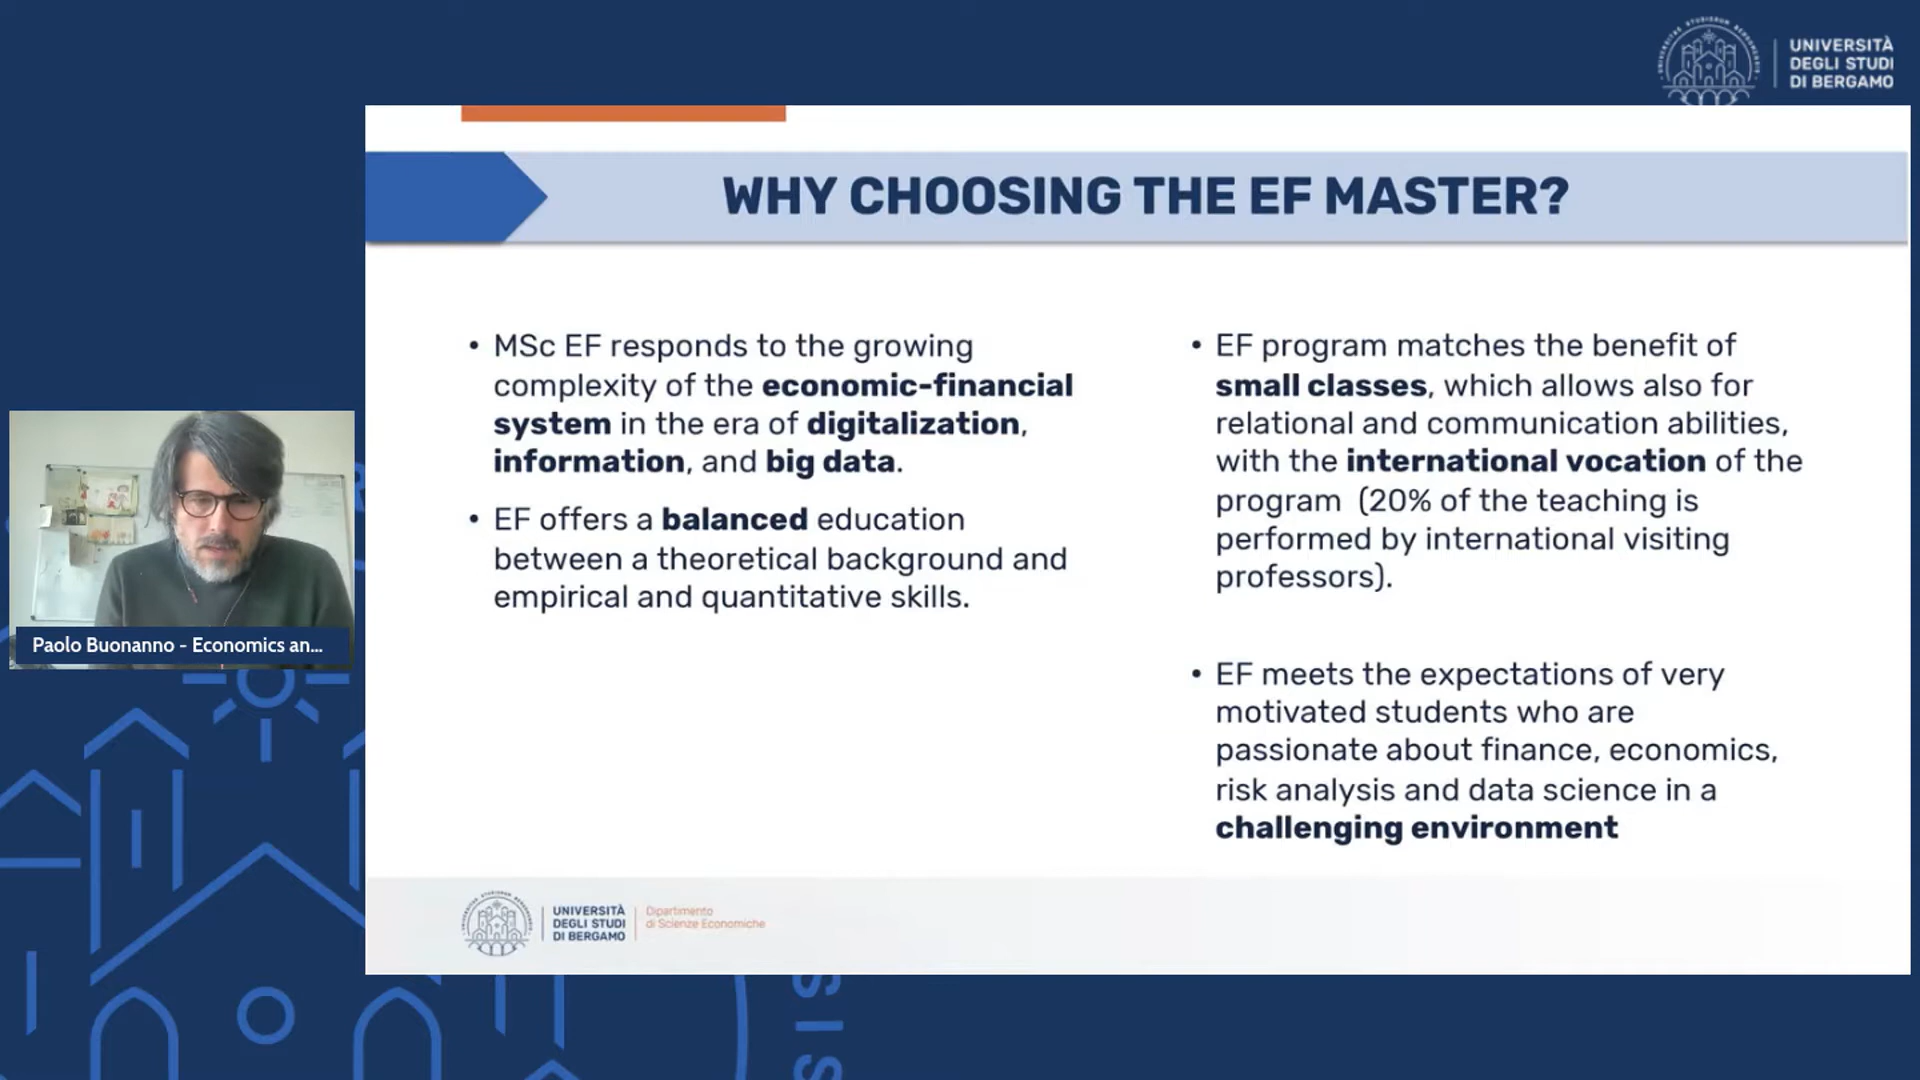 UNIVERSITÀ
DEGLI STUDI
DI BERGAMO
WHY CHOOSING THE EF MASTER?
• MSc EF responds to the growing
complexity of the economic-financial
system in the era of digitalization,
information, and big data.
• EF offers a balanced education
between a theoretical background and
empirical and quantitative skills.
• EF program matches the benefit of
small classes, which allows also for
relational and communication abilities,
with the international vocation of the
program (20% of the teaching is
performed by international visiting
professors).
• EF meets the expectations of very
motivated students who are
passionate about finance, economics,
risk analysis and data science in a
challenging environment
Paolo Buonanno - Economics an...
UNIVERSITÀ
DEGLI STUDI
DI BERGAMO
Dipartimento
di Scienze Economiche
SIS